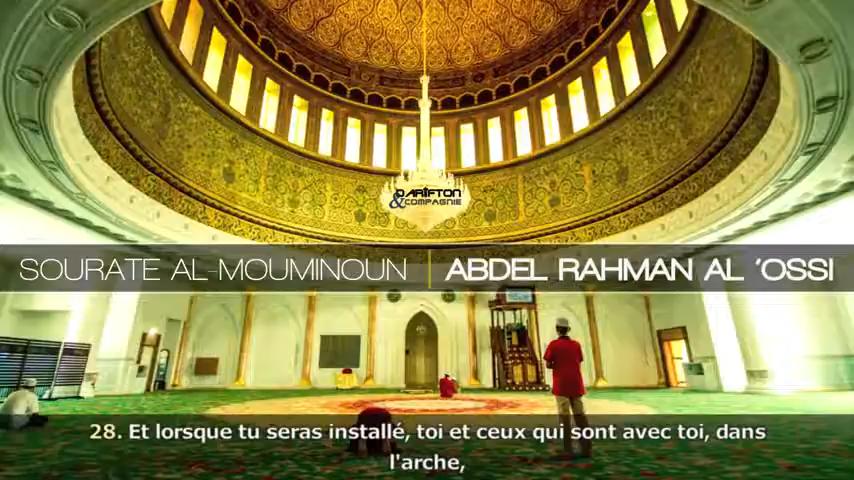 QARIFTON
&COMPAGNIE
SOURATE AL-MOUMINOUN | ABDEL RAHMAN AL 'OSSI
28. Et lorsque tu seras installé, toi et ceux qui sont avec toi, dans
l'arche,